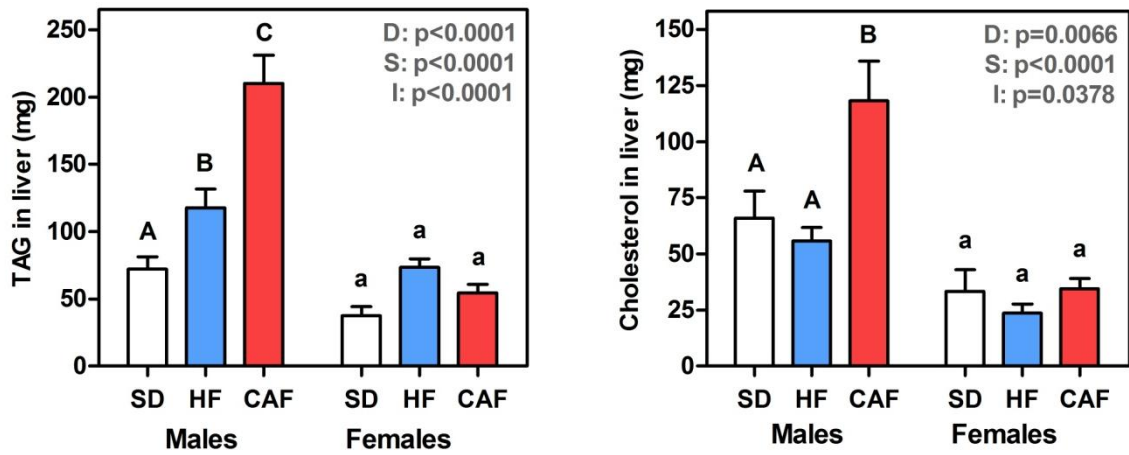 TAG in liver (mg)
250
200
150
100
50
0
D: p<0.0001
S: p<0.0001
I: p<0.0001
A
B
C
a
a
a
SD HF CAF SD HF CAF
Males Females
Cholesterol in liver (mg)
150
125
100
75
50
25
0
D: p=0.0066
S: p<0.0001
I: p=0.0378
A
A
B
a
a
a
SD HF CAF SD HF CAF
Males Females